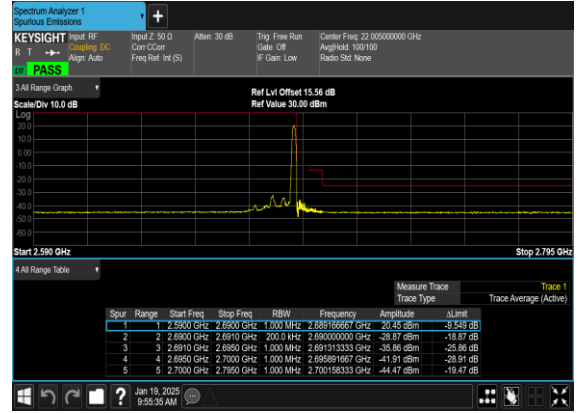 Spectrum Analyzer 1
Spurious Emissions
+
KEYSIGHT Input: RF Input Z: 50 Ω Atten: 30 dB Trig: Free Run Center Freq: 22.005000000 GHz
R T Coupling: DC Corr CCorr Gate: Off Avg|Hold: 100/100
Align: Auto Freq Ref: Int (S) IF Gain: Low Radio Std: None
PASS
3 All Range Graph
Ref Lvl Offset 15.56 dB
Scale/Div 10.0 dB Ref Value 30.00 dBm
Log
20.0
10.0
0.00
-10.0
-20.0
-30.0
-40.0
-50.0
-60.0
Start 2.590 GHz Stop 2.795 GHz
4 All Range Table
Measure Trace Trace 1
Trace Type Trace Average (Active)
Spur Range Start Freq Stop Freq RBW Frequency Amplitude ΔLimit
1 1 2.5900 GHz 2.6900 GHz 1.000 MHz 2.689166667 GHz 20.45 dBm -9.549 dB
2 2 2.6900 GHz 2.6910 GHz 200.0 kHz 2.690000000 GHz -28.87 dBm -18.87 dB
3 3 2.6910 GHz 2.6950 GHz 1.000 MHz 2.691313333 GHz -35.86 dBm -25.86 dB
4 4 2.6950 GHz 2.7000 GHz 1.000 MHz 2.695891667 GHz -41.91 dBm -28.91 dB
5 5 2.7000 GHz 2.7950 GHz 1.000 MHz 2.700158333 GHz -44.47 dBm -19.47 dB
?
Jan 19, 2025
9:55:35 AM